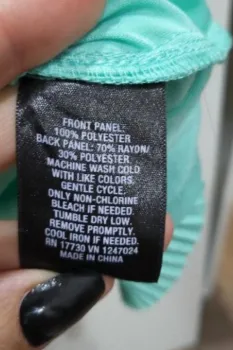 FRONT PANEL:
100% POLYESTER
BACK PANEL: 70% RAYON/
30% POLYESTER
MACHINE WASH COLD
WITH LIKE COLORS.
GENTLE CYCLE.
ONLY NON-CHLORINE
BLEACH IF NEEDED.
TUMBLE DRY LOW.
REMOVE PROMPTLY.
COOL IRON IF NEEDED.
RN 17730 VN 1247024
MADE IN CHINA